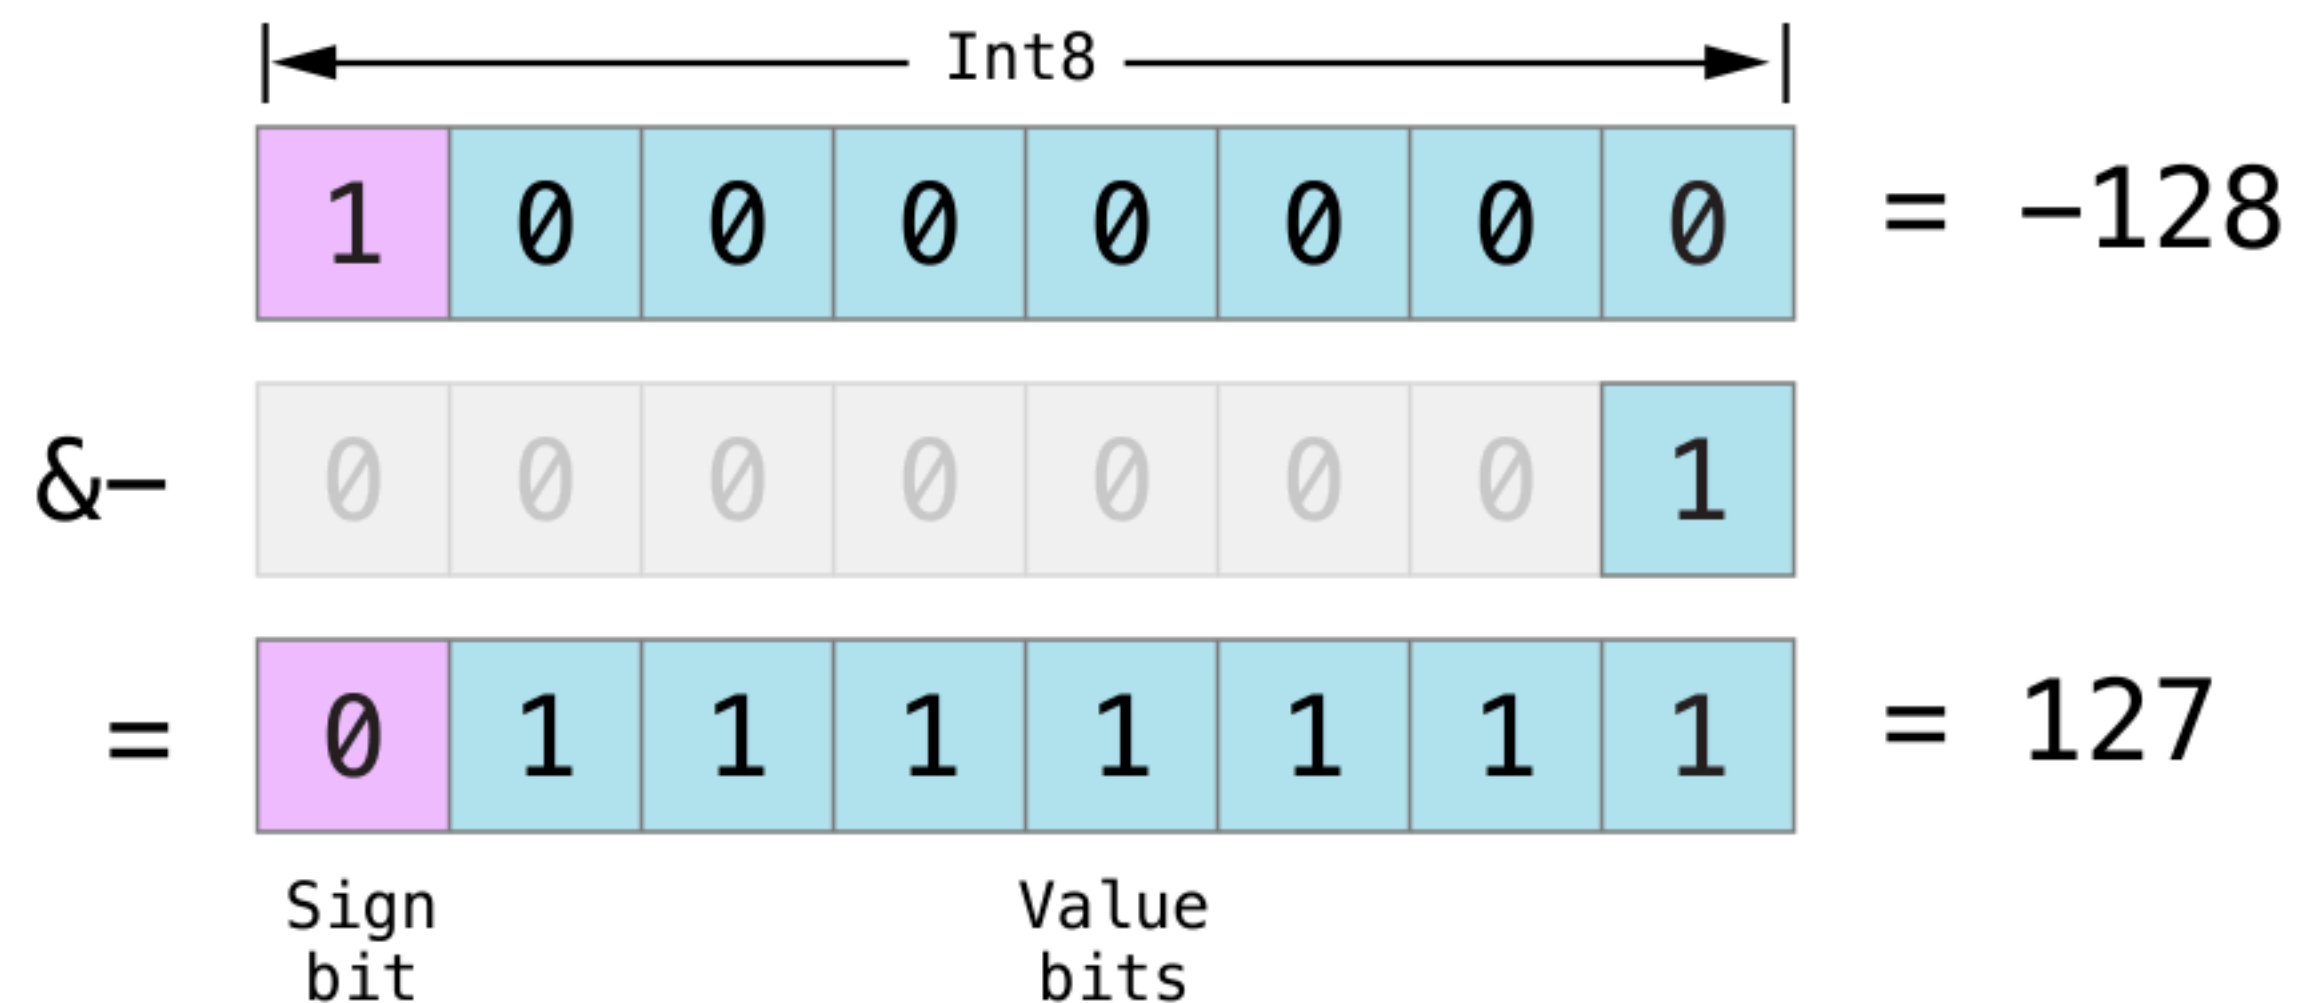 Int8
1 0 0 0 0 0 0 0 = -128
&- 0 0 0 0 0 0 0 1
= 0 1 1 1 1 1 1 1 = 127
Sign Value
bit bits